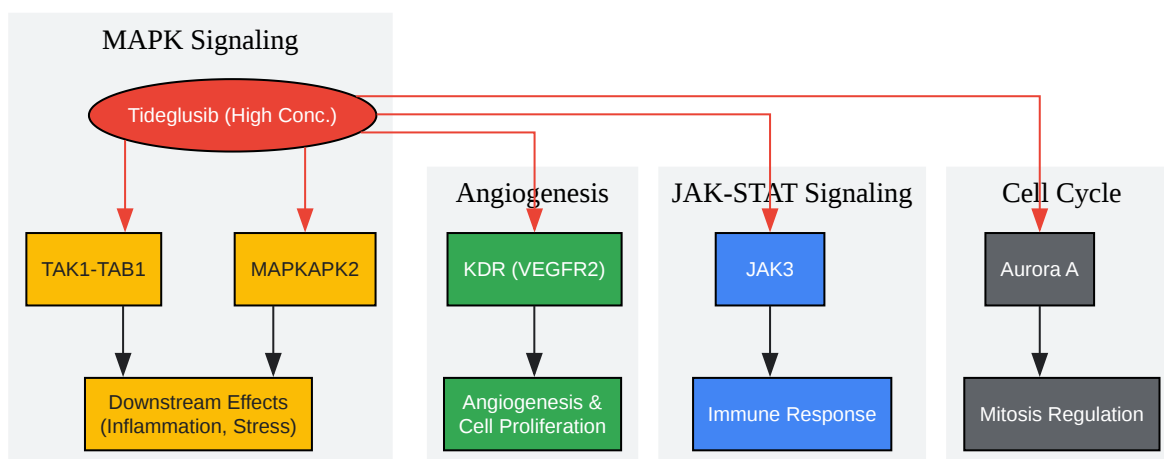 MAPK Signaling
Tideglusib (High Conc.)
Angiogenesis
JAK-STAT Signaling
Cell Cycle
TAK1-TAB1
MAPKAPK2
KDR (VEGFR2)
JAK3
Aurora A
Downstream Effects
(Inflammation, Stress)
Angiogenesis &
Cell Proliferation
Immune Response
Mitosis Regulation